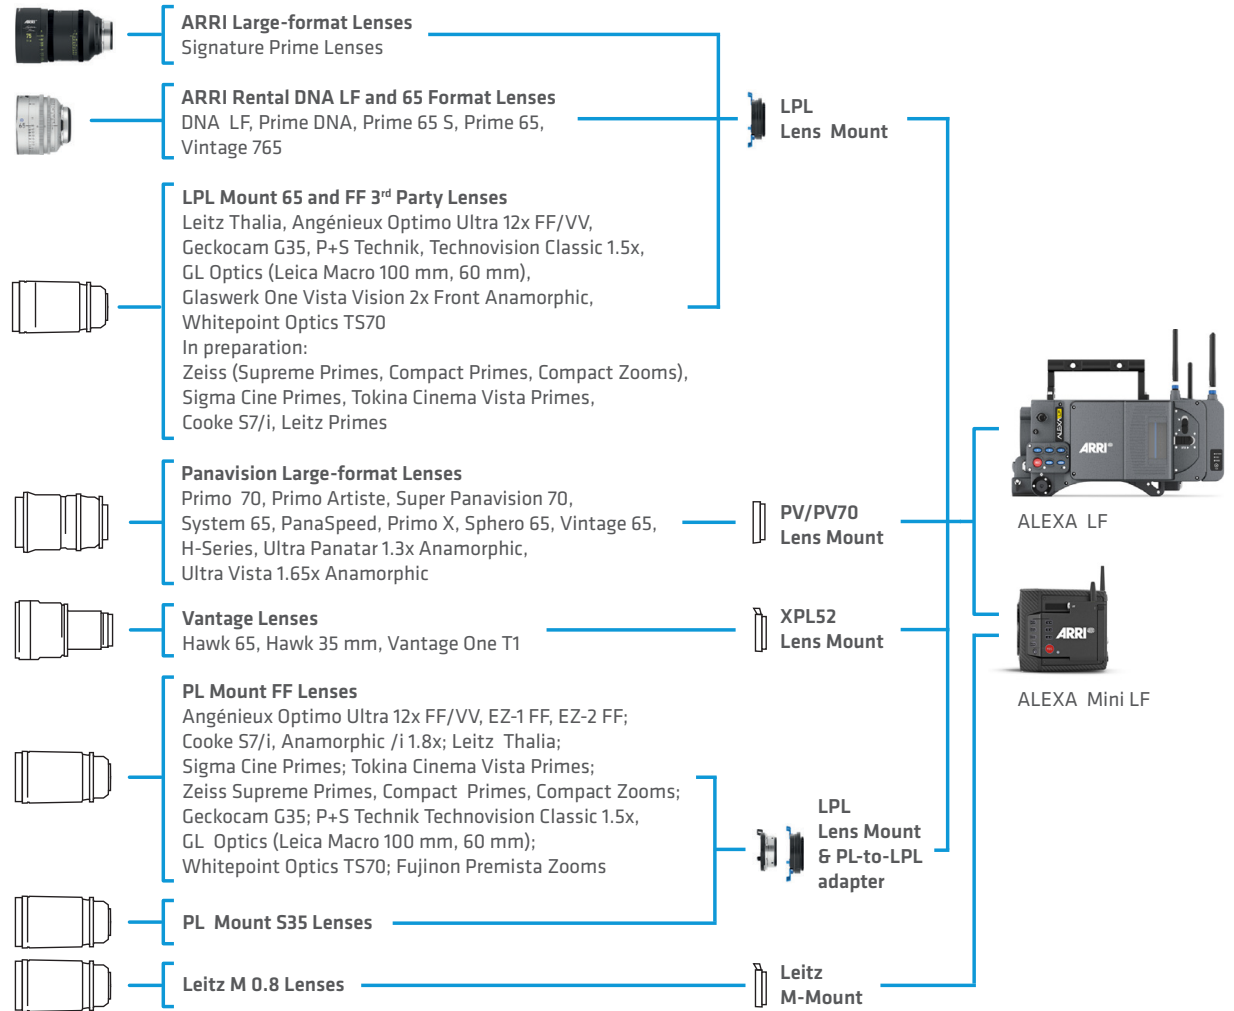 ARRI Large-format Lenses
Signature Prime Lenses
ARRI Rental DNA LF and 65 Format Lenses
DNA LF, Prime DNA, Prime 65 S, Prime 65,
Vintage 765
LPL
Lens Mount
LPL Mount 65 and FF 3rd Party Lenses
Leitz Thalia, Angénieux Optimo Ultra 12x FF/VV,
Geckocam G35, P+S Technik, Technovision Classic 1.5x,
GL Optics (Leica Macro 100 mm, 60 mm),
Glaswerk One Vista Vision 2x Front Anamorphic,
Whitepoint Optics TS70
In preparation:
Zeiss (Supreme Primes, Compact Primes, Compact Zooms),
Sigma Cine Primes, Tokina Cinema Vista Primes,
Cooke S7/i, Leitz Primes
Panavision Large-format Lenses
Primo 70, Primo Artiste, Super Panavision 70,
System 65, PanaSpeed, Primo X, Sphero 65, Vintage 65,
H-Series, Ultra Panatar 1.3x Anamorphic,
Ultra Vista 1.65x Anamorphic
PV/PV70
Lens Mount
ARRI
ALEXA LF
Vantage Lenses
Hawk 65, Hawk 35 mm, Vantage One T1
XPL52
Lens Mount
ARRI
ALEXA Mini LF
PL Mount FF Lenses
Angénieux Optimo Ultra 12x FF/VV, EZ-1 FF, EZ-2 FF;
Cooke S7/i, Anamorphic /i 1.8x; Leitz Thalia;
Sigma Cine Primes; Tokina Cinema Vista Primes;
Zeiss Supreme Primes, Compact Primes, Compact Zooms;
Geckocam G35; P+S Technik Technovision Classic 1.5x,
GL Optics (Leica Macro 100 mm, 60 mm);
Whitepoint Optics TS70; Fujinon Premista Zooms
LPL
Lens Mount
& PL-to-LPL
adapter
PL Mount S35 Lenses
Leitz M 0.8 Lenses
Leitz
M-Mount